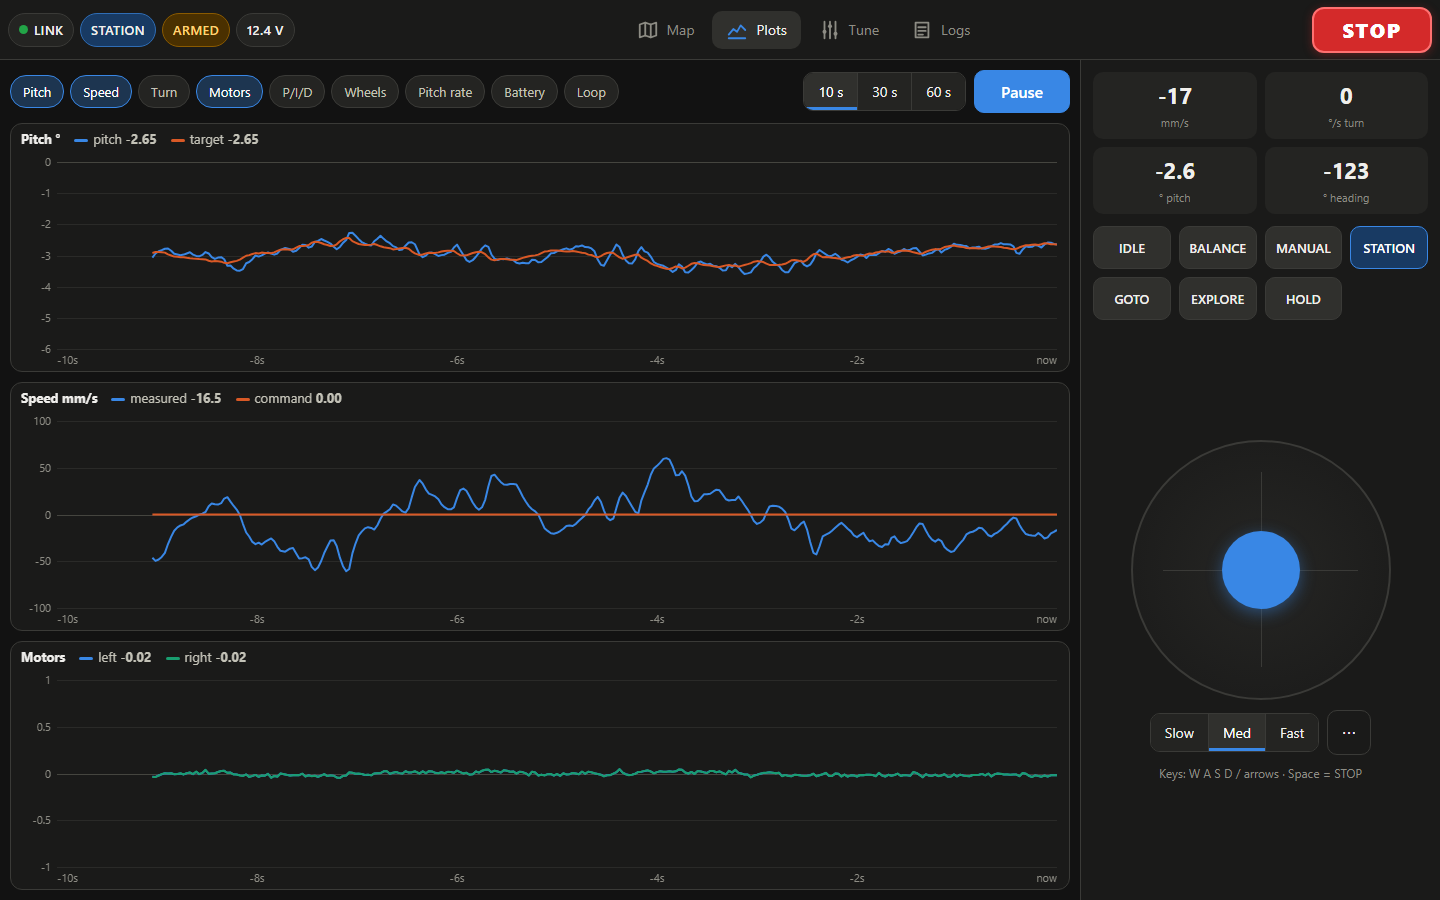 LINK STATION ARMED 12.4 V Map Plots Tune Logs STOP
Pitch Speed Turn Motors P/I/D Wheels Pitch rate Battery Loop 10 s 30 s 60 s Pause
Pitch ° pitch -2.65 target -2.65
0
-1
-2
-3
-4
-5
-6
-10s -8s -6s -4s -2s now
Speed mm/s measured -16.5 command 0.00
100
50
0
-50
-100
-10s -8s -6s -4s -2s now
Motors left -0.02 right -0.02
1
0.5
0
-0.5
-1
-10s -8s -6s -4s -2s now
-17 0
mm/s °/s turn
-2.6 -123
° pitch ° heading
IDLE BALANCE MANUAL STATION
GOTO EXPLORE HOLD
Slow Med Fast ...
Keys: W A S D / arrows · Space = STOP